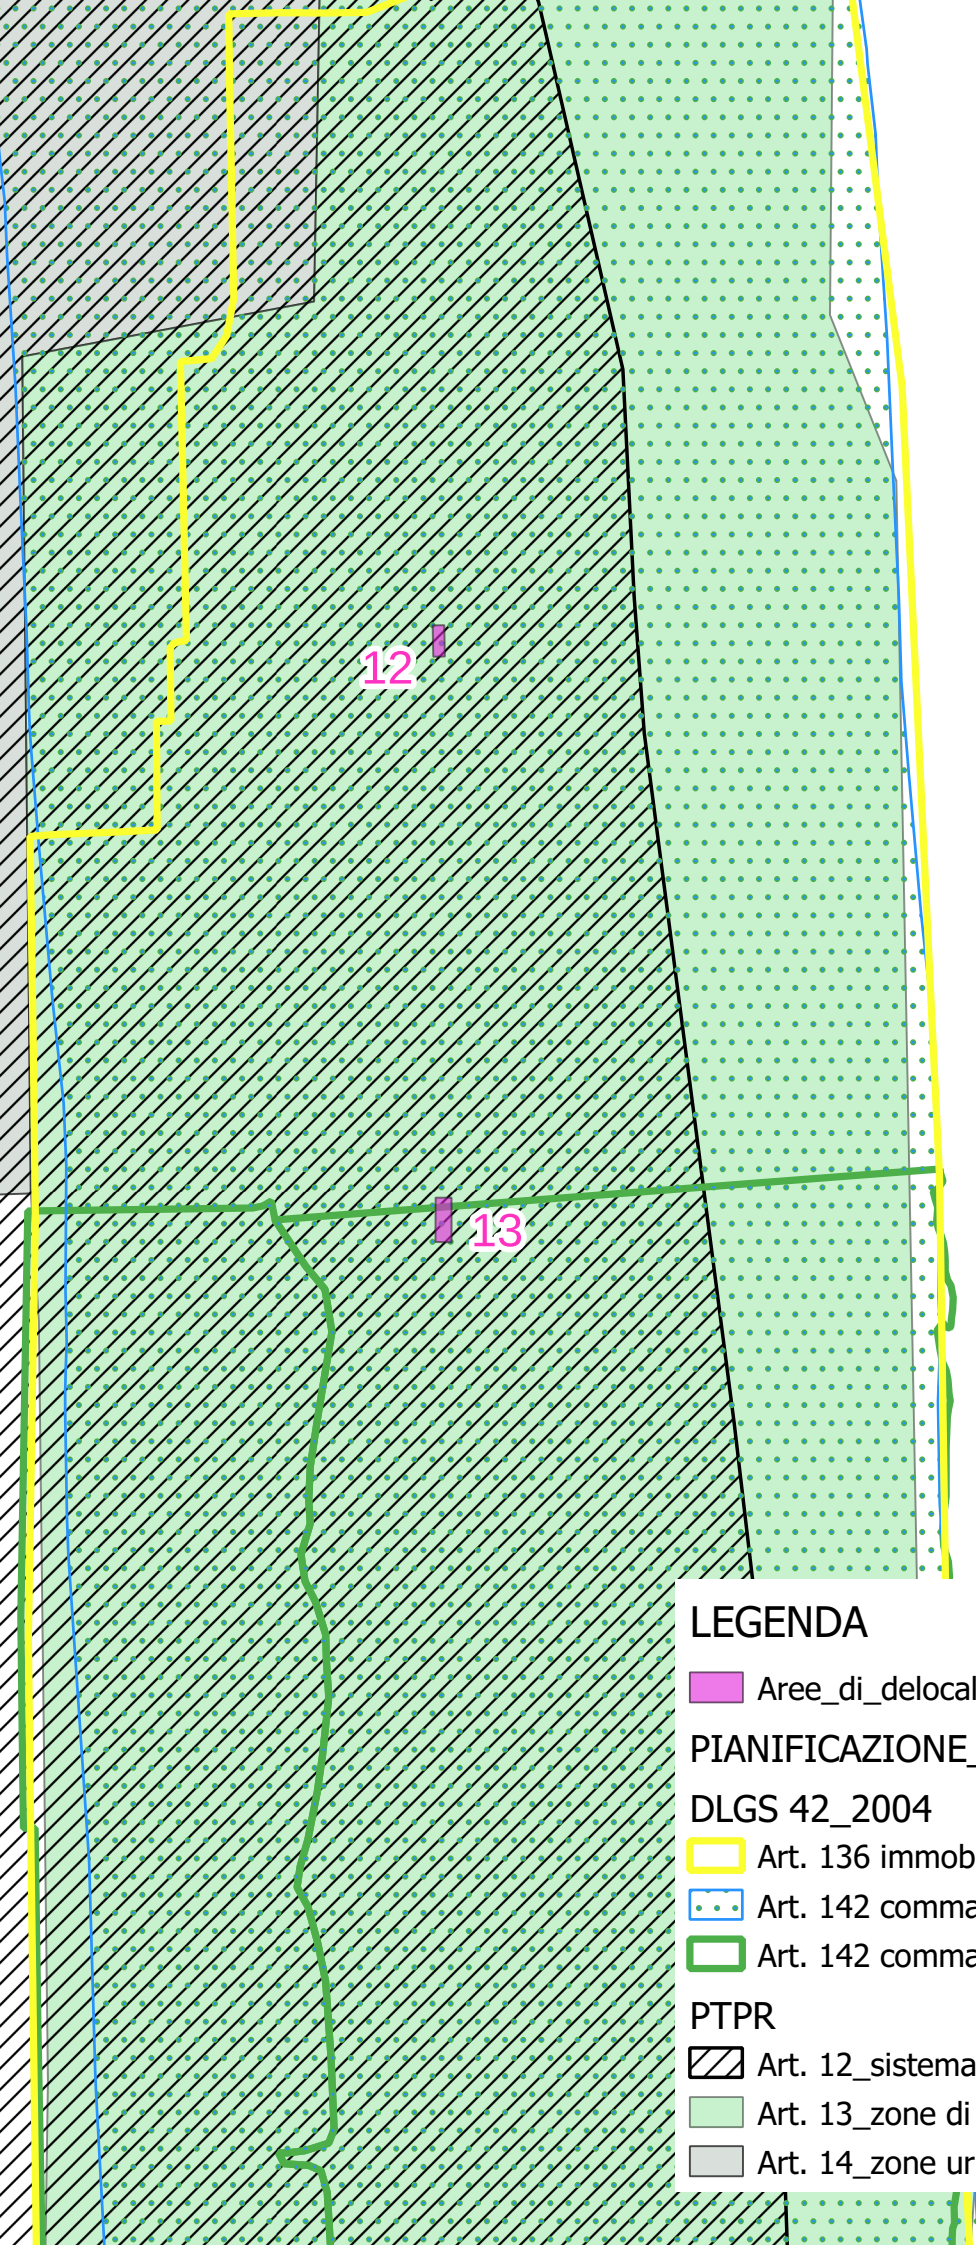 12
13
LEGENDA
Aree_di_delocal
PIANIFICAZIONE_
DLGS 42_2004
Art. 136 immob
Art. 142 comma
Art. 142 comma
PTPR
Art. 12_sistema
Art. 13_zone di
Art. 14_zone ur